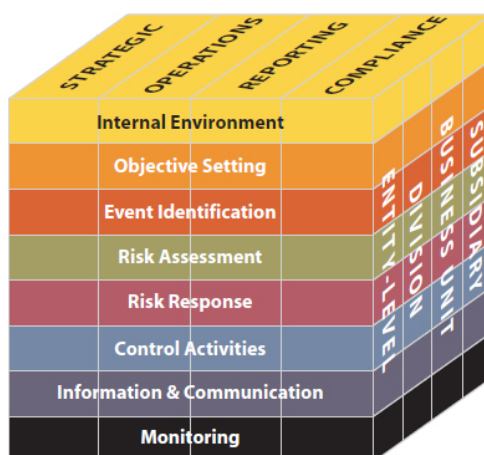 STRATEGIC
OPERATIONS
REPORTING
COMPLIANCE
Internal Environment
Objective Setting
Event Identification
Risk Assessment
Risk Response
Control Activities
Information & Communication
Monitoring
ENTITY-LEVEL
DIVISION
BUSINESS UNIT
SUBSIDIARY